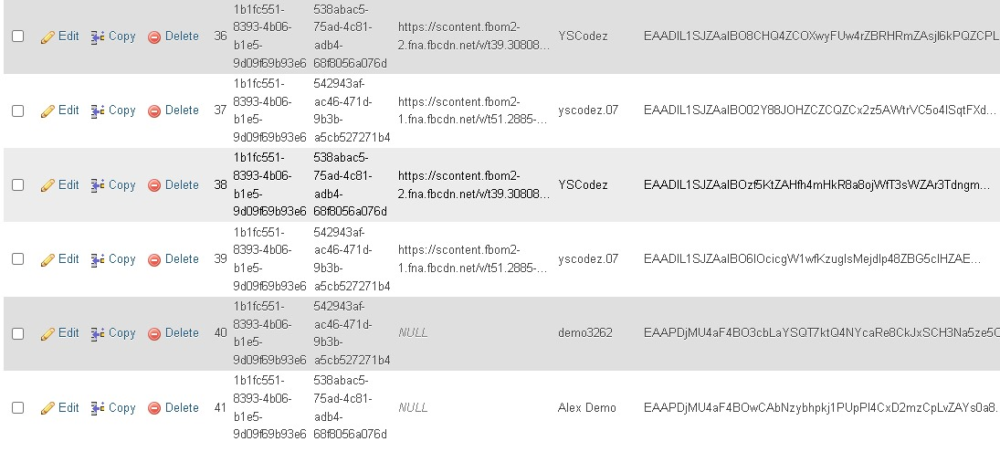 Edit Copy Delete 36 1b1fc551-8393-4b06-b1e5-9d09f69b93e6 538abac5-75ad-4c81-adb4-68f8056a076d https://scontent.fbom2-2.fna.fbcdn.net/v/t39.30808... YSCodez
Edit Copy Delete 37 1b1fc551-8393-4b06-b1e5-9d09f69b93e6 542943af-ac46-471d-9b3b-a5cb527271b4 https://scontent.fbom2-1.fna.fbcdn.net/v/t51.2885-... yscodez.07
Edit Copy Delete 38 1b1fc551-8393-4b06-b1e5-9d09f69b93e6 538abac5-75ad-4c81-adb4-68f8056a076d https://scontent.fbom2-2.fna.fbcdn.net/v/t39.30808... YSCodez
Edit Copy Delete 39 1b1fc551-8393-4b06-b1e5-9d09f69b93e6 542943af-ac46-471d-9b3b-a5cb527271b4 https://scontent.fbom2-1.fna.fbcdn.net/v/t51.2885-... yscodez.07
Edit Copy Delete 40 1b1fc551-8393-4b06-b1e5-9d09f69b93e6 542943af-ac46-471d-9b3b-a5cb527271b4 NULL demo3262
Edit Copy Delete 41 1b1fc551-8393-4b06-b1e5-9d09f69b93e6 538abac5-75ad-4c81-adb4-68f8056a076d NULL Alex Demo